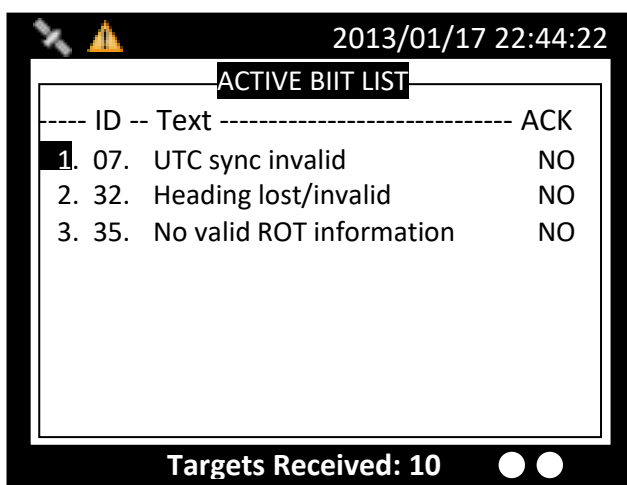 2013/01/17 22:44:22
ACTIVE BIIT LIST
----- ID -- Text ------------------------------ ACK
1. 07. UTC sync invalid NO
2. 32. Heading lost/invalid NO
3. 35. No valid ROT information NO
Targets Received: 10